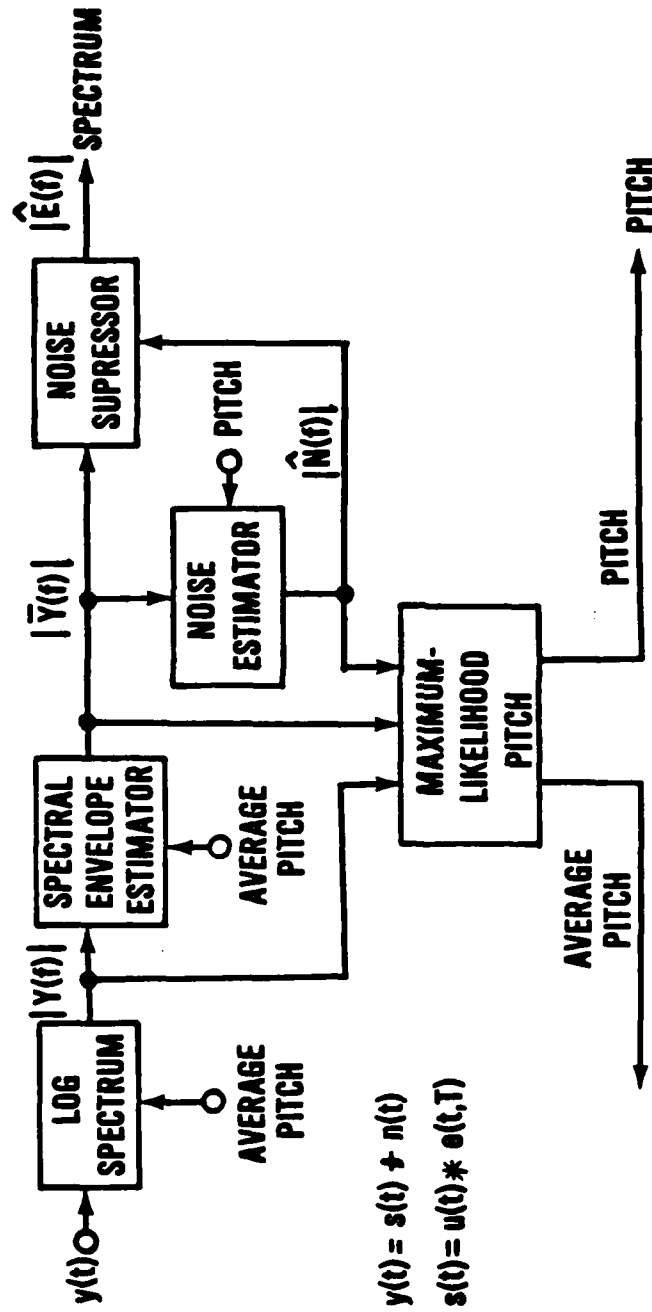 y(t)
LOG
SPECTRUM
AVERAGE
PITCH
|Y(f)|
SPECTRAL
ENVELOPE
ESTIMATOR
AVERAGE
PITCH
|Y̅(f)|
NOISE
ESTIMATOR
PITCH
|N̂(f)|
NOISE
SUPRESSOR
|Ê(f)|
SPECTRUM
MAXIMUM-
LIKELIHOOD
PITCH
AVERAGE
PITCH
PITCH
PITCH
y(t) = s(t) + n(t)
s(t) = u(t) * e(t,T)